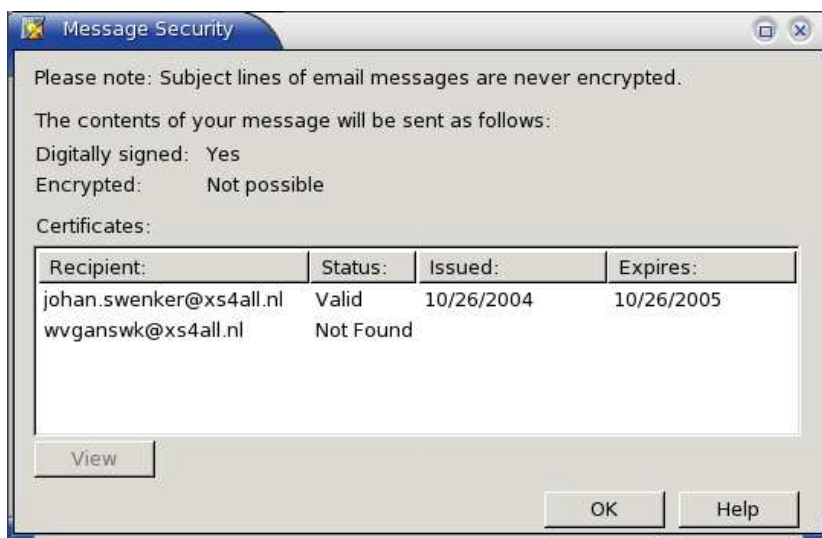 Message Security
Please note: Subject lines of email messages are never encrypted.
The contents of your message will be sent as follows:
Digitally signed: Yes
Encrypted: Not possible
Certificates:
Recipient: Status: Issued: Expires:
johan.swenker@xs4all.nl Valid 10/26/2004 10/26/2005
wvganswk@xs4all.nl Not Found
View
OK Help